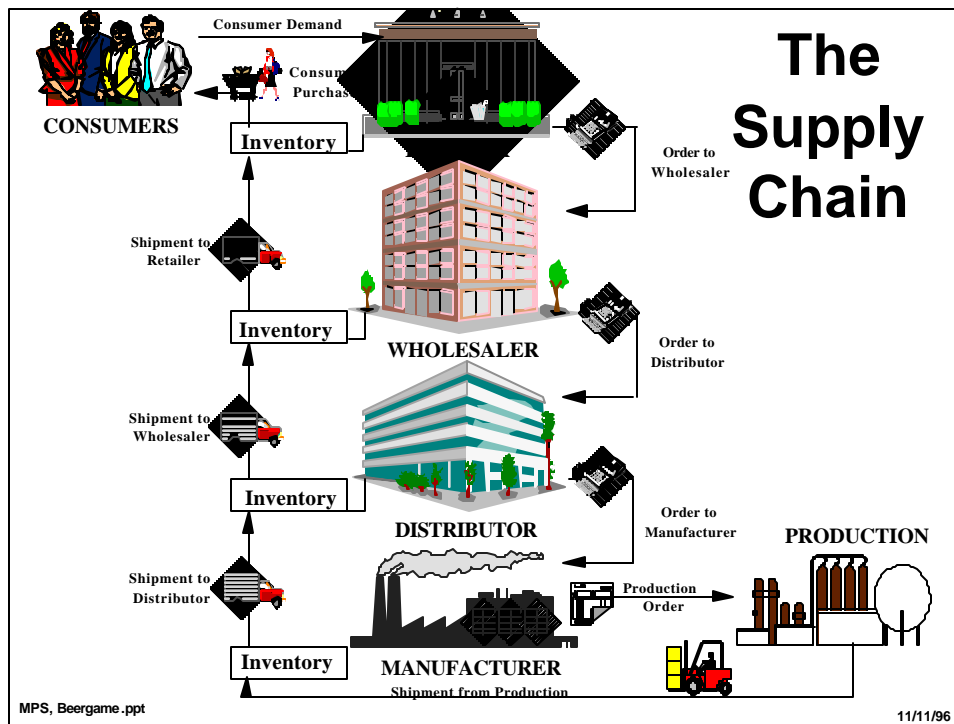 The
Supply
Chain
Consumer Demand
CONSUMERS
Inventory
Order to
Wholesaler
Shipment to
Retailer
Inventory
WHOLESALER
Order to
Distributor
Shipment to
Wholesaler
Inventory
DISTRIBUTOR
Order to
Manufacturer
PRODUCTION
Shipment to
Distributor
Production
Order
Inventory
MANUFACTURER
Shipment from Production
MPS, Beergame.ppt
11/11/96